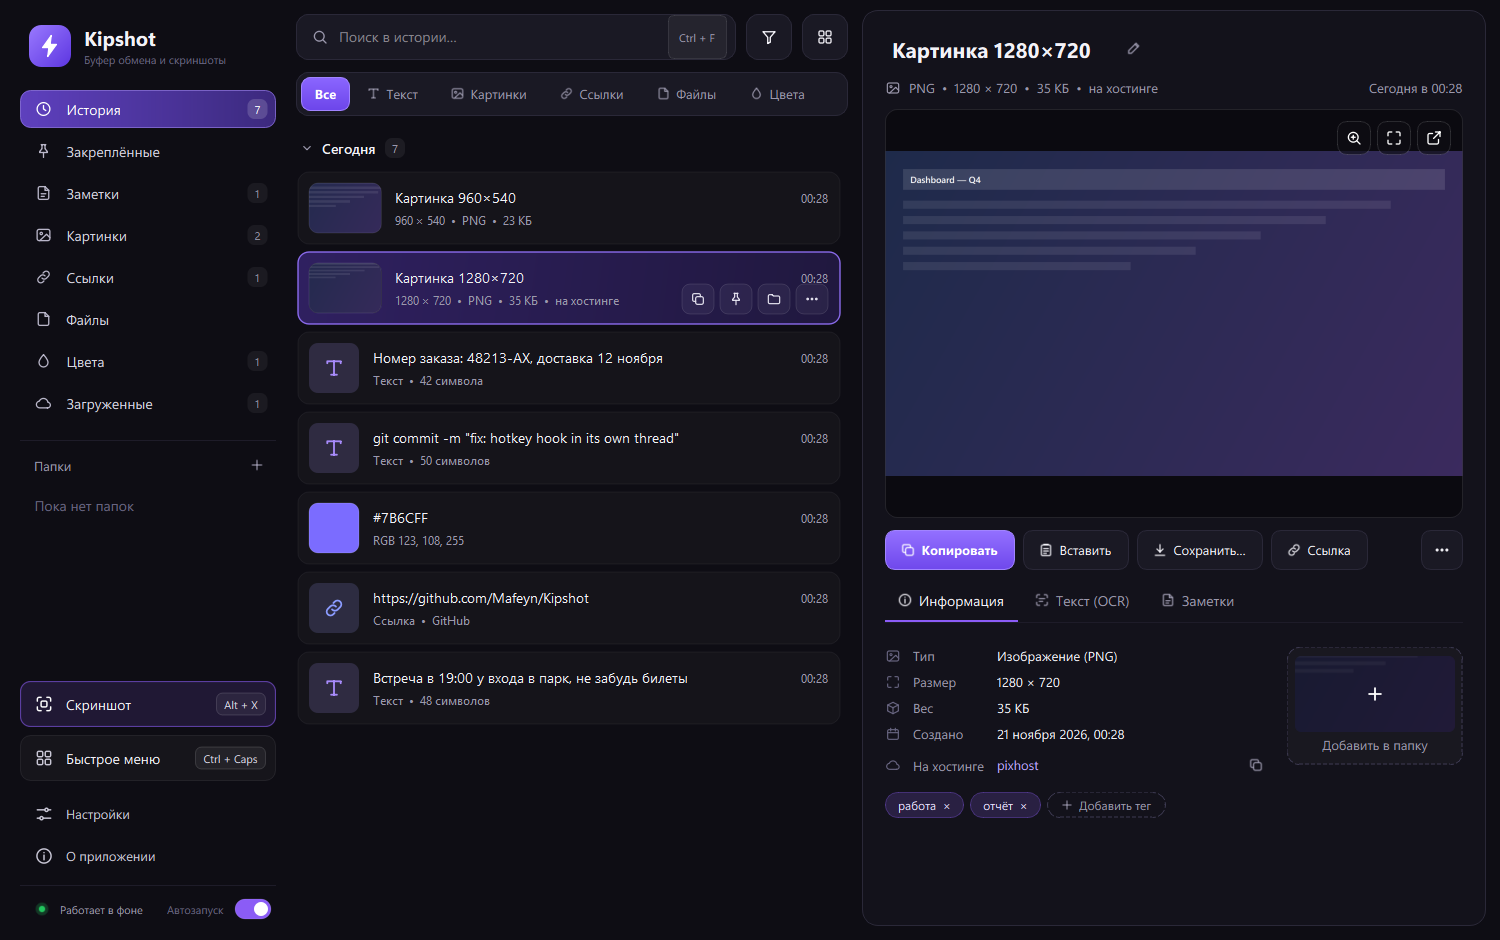 Kipshot
Буфер обмена и скриншоты
История 7
Закреплённые
Заметки 1
Картинки 2
Ссылки 1
Файлы
Цвета 1
Загруженные 1
Папки
Пока нет папок
Скриншот Alt + X
Быстрое меню Ctrl + Caps
Настройки
О приложении
Работает в фоне Автозапуск
Поиск в истории... Ctrl + F
Все Текст Картинки Ссылки Файлы Цвета
Сегодня 7
Картинка 960×540 00:28
960 × 540 • PNG • 23 КБ
Картинка 1280×720 00:28
1280 × 720 • PNG • 35 КБ • на хостинге
Номер заказа: 48213-AX, доставка 12 ноября 00:28
Текст • 42 символа
git commit -m "fix: hotkey hook in its own thread" 00:28
Текст • 50 символов
#7B6CFF 00:28
RGB 123, 108, 255
https://github.com/Mafeyn/Kipshot 00:28
Ссылка • GitHub
Встреча в 19:00 у входа в парк, не забудь билеты 00:28
Текст • 48 символов
Картинка 1280×720
PNG • 1280 × 720 • 35 КБ • на хостинге Сегодня в 00:28
Dashboard — Q4
Копировать Вставить Сохранить... Ссылка
Информация Текст (OCR) Заметки
Тип Изображение (PNG)
Размер 1280 × 720
Вес 35 КБ
Создано 21 ноября 2026, 00:28
На хостинге pixhost
Добавить в папку
работа × отчёт × + Добавить тег